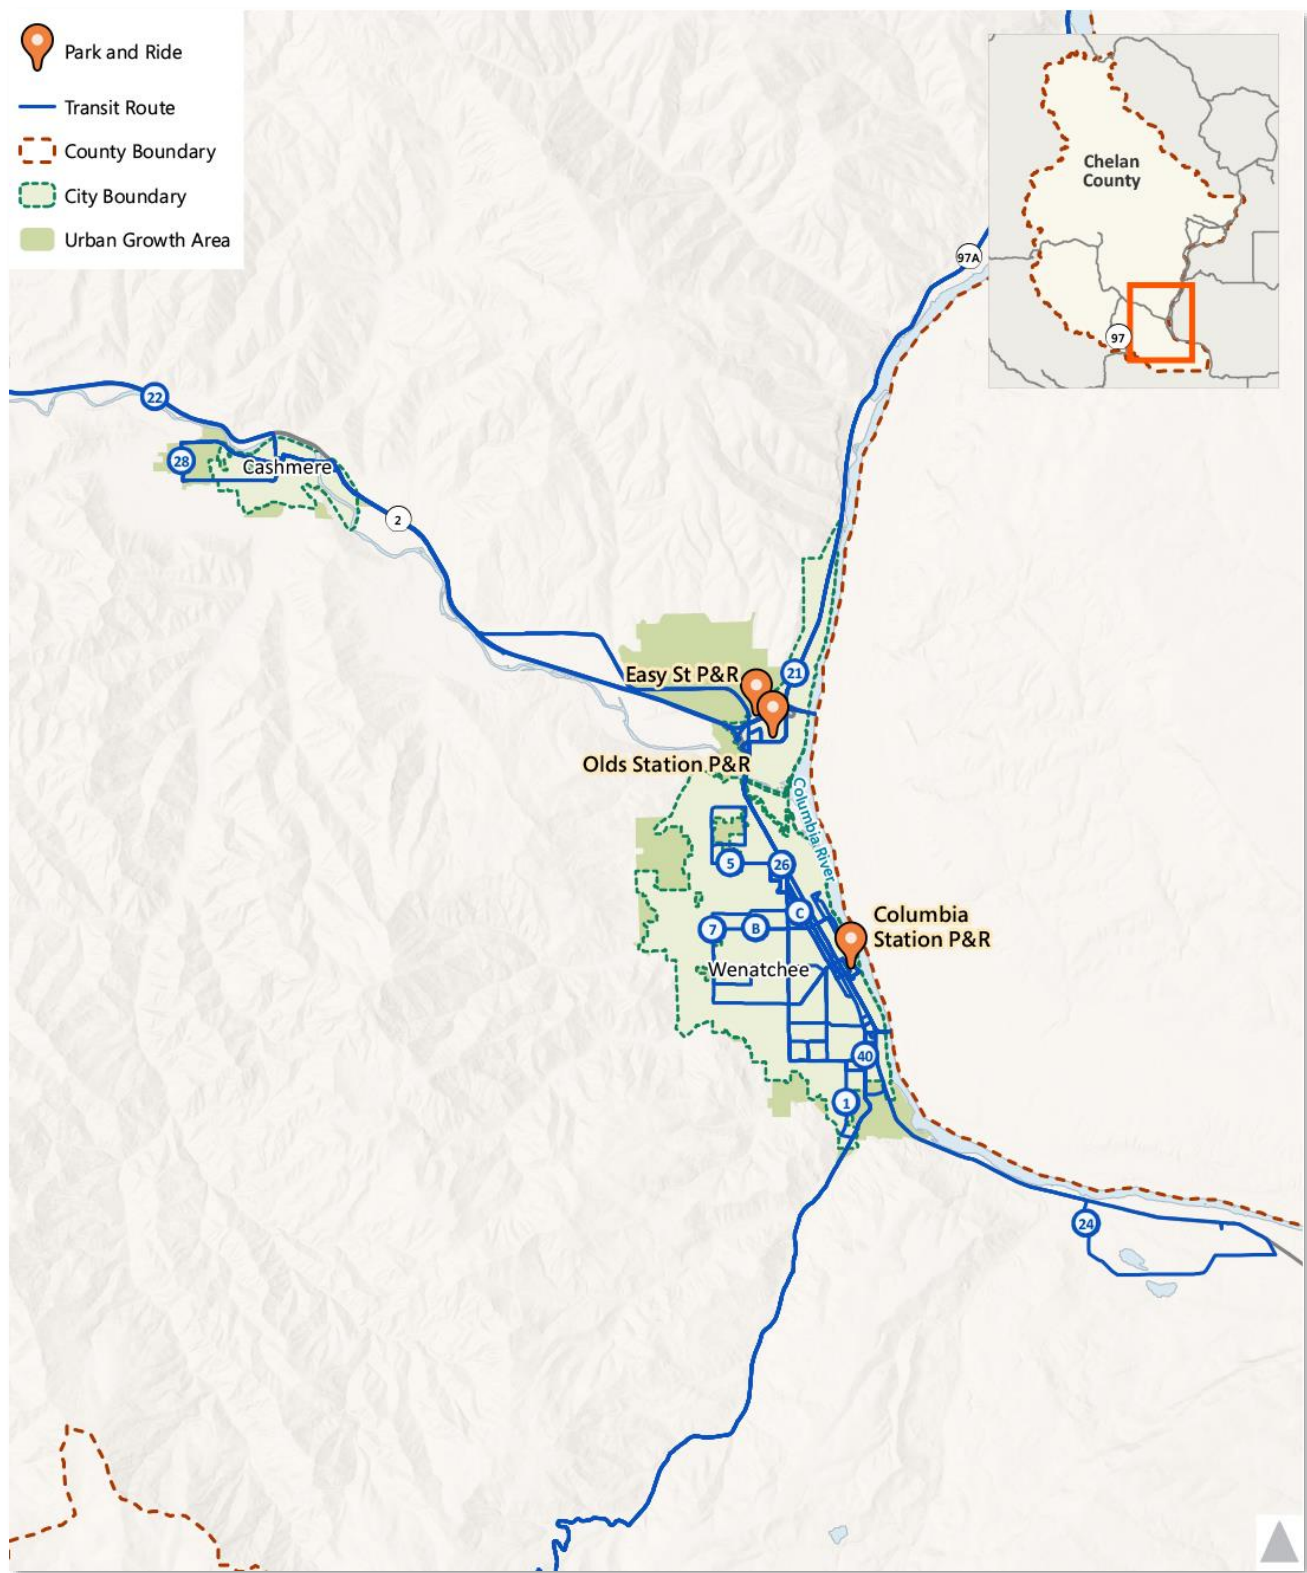 Park and Ride
Transit Route
County Boundary
City Boundary
Urban Growth Area
Chelan
County
97
97A
22
28
Cashmere
2
Easy St P&R
21
Olds Station P&R
Columbia River
5
26
C
7
B
Columbia
Station P&R
Wenatchee
40
1
24